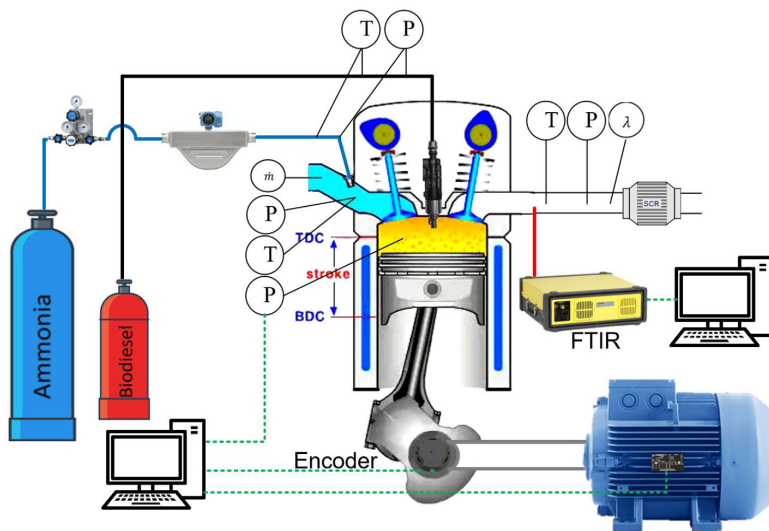 T
P
ṁ
T
P
λ
P
SCR
T
TDC
stroke
P
BDC
FTIR
Ammonia
Biodiesel
Encoder